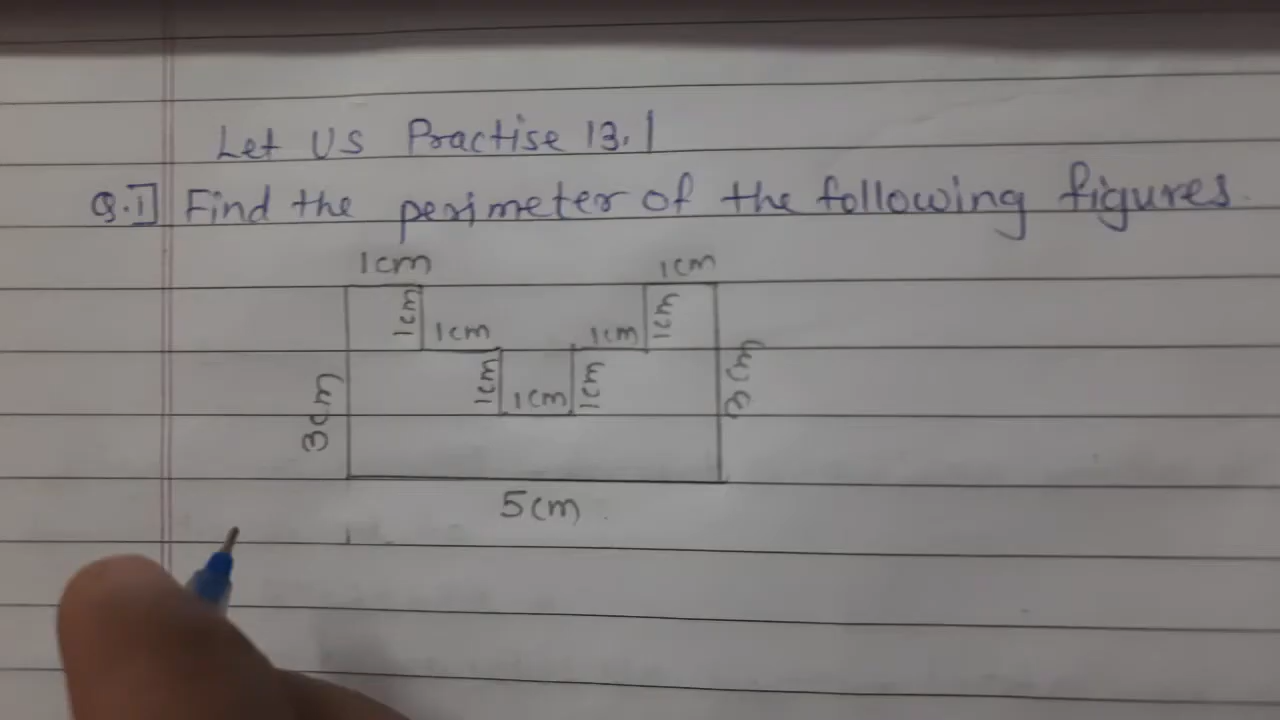 Let Us Practise 13.1
Q.1] Find the perimeter of the following figures.
1cm 1cm
1cm 1cm
1cm 1cm
3cm 3cm
1cm 1cm 1cm
5cm